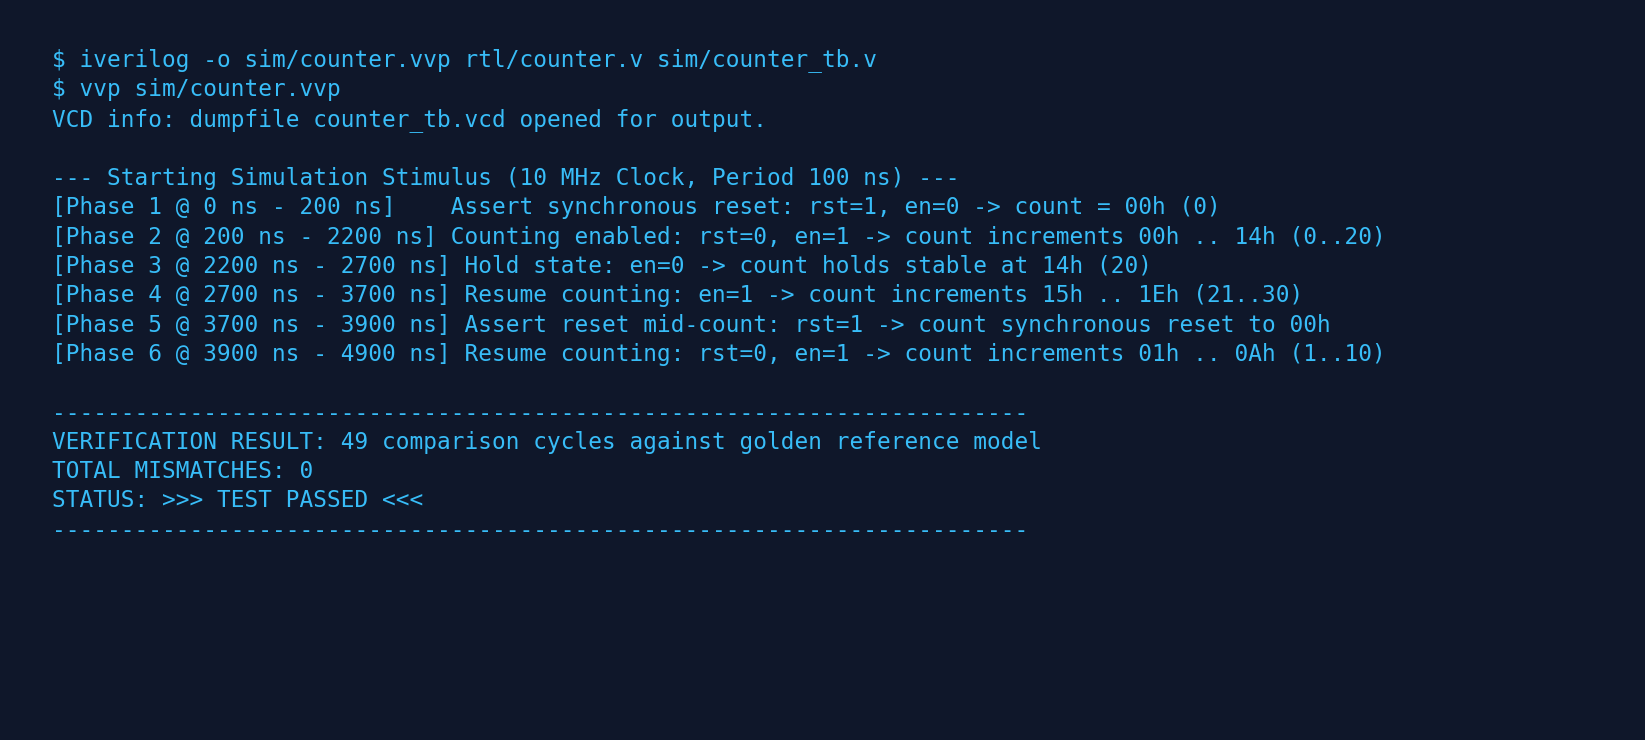 $ iverilog -o sim/counter.vvp rtl/counter.v sim/counter_tb.v
$ vvp sim/counter.vvp
VCD info: dumpfile counter_tb.vcd opened for output.
--- Starting Simulation Stimulus (10 MHz Clock, Period 100 ns) ---
[Phase 1 @ 0 ns - 200 ns]    Assert synchronous reset: rst=1, en=0 -> count = 00h (0)
[Phase 2 @ 200 ns - 2200 ns] Counting enabled: rst=0, en=1 -> count increments 00h .. 14h (0..20)
[Phase 3 @ 2200 ns - 2700 ns] Hold state: en=0 -> count holds stable at 14h (20)
[Phase 4 @ 2700 ns - 3700 ns] Resume counting: en=1 -> count increments 15h .. 1Eh (21..30)
[Phase 5 @ 3700 ns - 3900 ns] Assert reset mid-count: rst=1 -> count synchronous reset to 00h
[Phase 6 @ 3900 ns - 4900 ns] Resume counting: rst=0, en=1 -> count increments 01h .. 0Ah (1..10)
-----------------------------------------------------------------------
VERIFICATION RESULT: 49 comparison cycles against golden reference model
TOTAL MISMATCHES: 0
STATUS: >>> TEST PASSED <<<
-----------------------------------------------------------------------